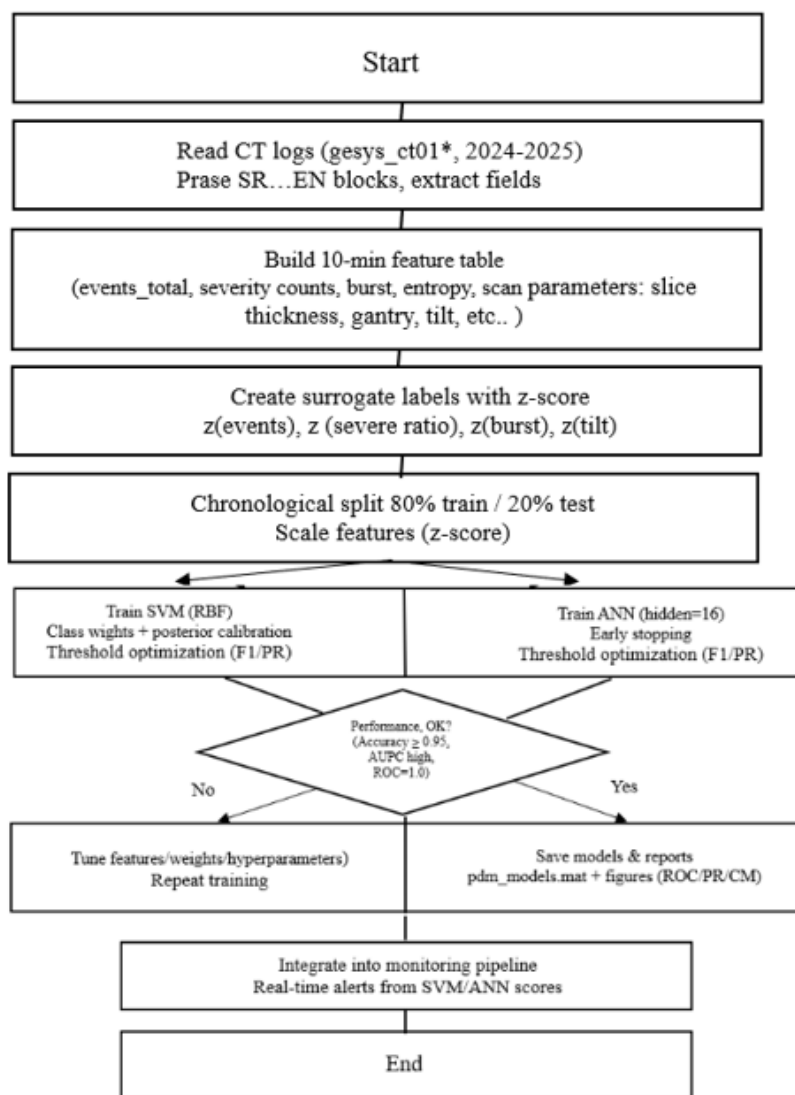 Start
Read CT logs (gesys_ct01*, 2024-2025)
Prase SR...EN blocks, extract fields
Build 10-min feature table
(events_total, severity counts, burst, entropy, scan parameters: slice
thickness, gantry, tilt, etc.. )
Create surrogate labels with z-score
z(events), z (severe ratio), z(burst), z(tilt)
Chronological split 80% train / 20% test
Scale features (z-score)
Train SVM (RBF)
Class wights + posterior calibration
Threshold optimization (F1/PR)
Train ANN (hidden=16)
Early stopping
Threshold optimization (F1/PR)
Performance, OK?
(Accuracy ≥ 0.95,
AUPC high,
ROC=1.0)
No
Yes
Tune features/weights/hyperparameters)
Repeat training
Save models & reports
pdm_models.mat + figures (ROC/PR/CM)
Integrate into monitoring pipeline
Real-time alerts from SVM/ANN scores
End